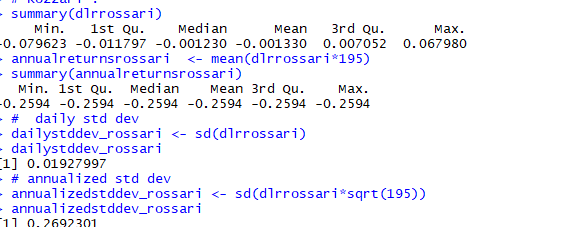 > summary(dlrrossari)
Min. 1st Qu. Median Mean 3rd Qu. Max.
-0.079623 -0.011797 -0.001230 -0.001330 0.007052 0.067980
> annualreturnsrossari <- mean(dlrrossari*195)
> summary(annualreturnsrossari)
Min. 1st Qu. Median Mean 3rd Qu. Max.
-0.2594 -0.2594 -0.2594 -0.2594 -0.2594 -0.2594
> # daily std dev
> dailystddev_rossari <- sd(dlrrossari)
> dailystddev_rossari
[1] 0.01927997
> # annualized std dev
> annualizedstddev_rossari <- sd(dlrrossari*sqrt(195))
> annualizedstddev_rossari
[1] 0.2692301